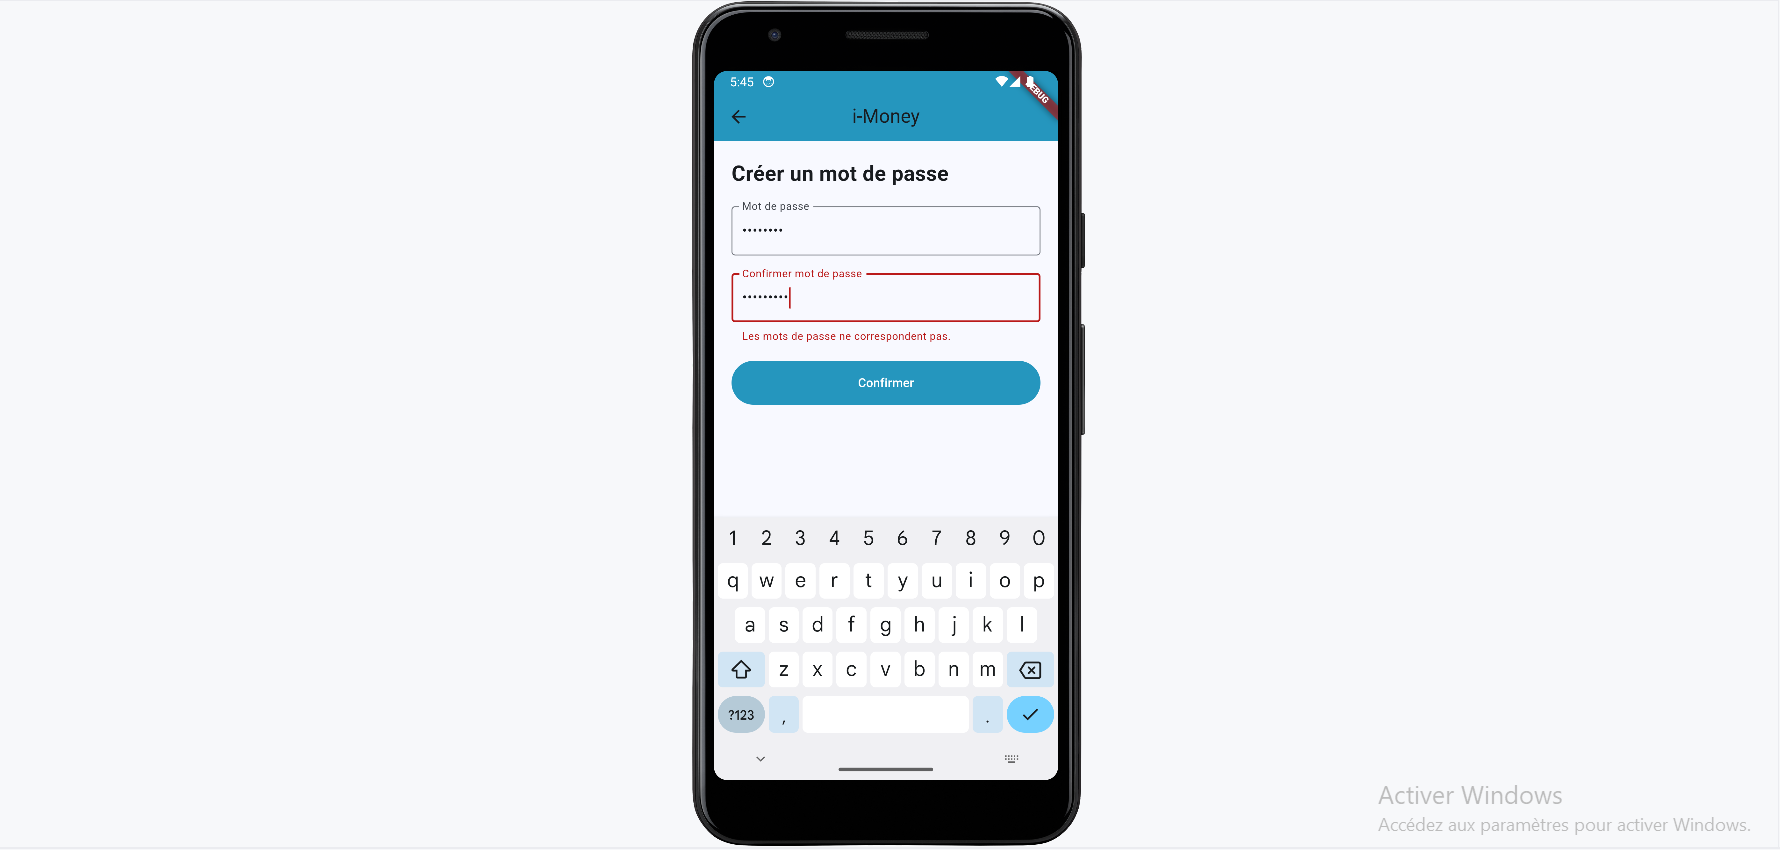 5:45
DEBUG
i-Money
Créer un mot de passe
Mot de passe
••••••••
Confirmer mot de passe
•••••••••
Les mots de passe ne correspondent pas.
Confirmer
1 2 3 4 5 6 7 8 9 0
q w e r t y u i o p
a s d f g h j k l
z x c v b n m
?123 , .
Activer Windows
Accédez aux paramètres pour activer Windows.